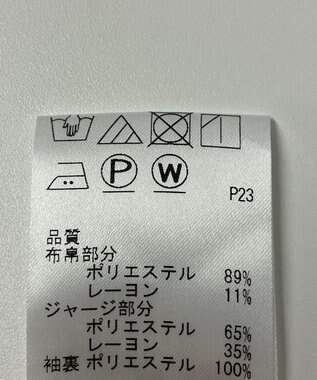 P W
P23
品質
布帛部分
ポリエステル 89%
レーヨン 11%
ジャージ部分
ポリエステル 65%
レーヨン 35%
袖裏 ポリエステル 100%